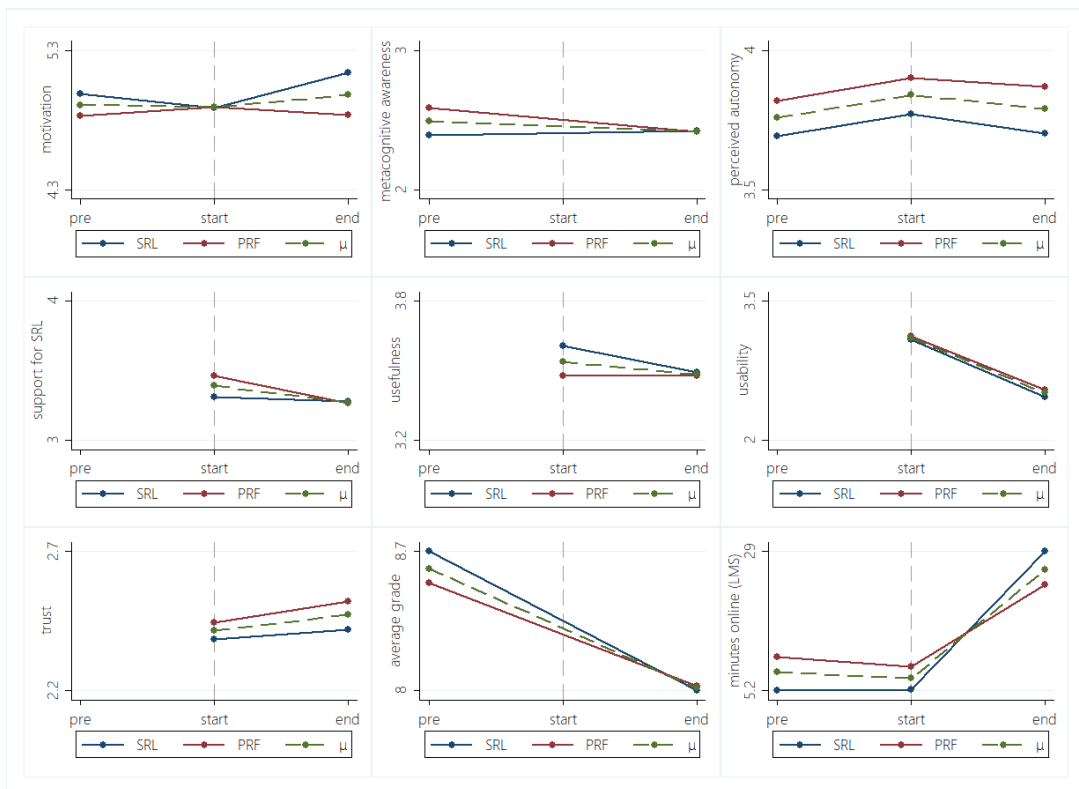 motivation
5.3
4.3
pre start end
SRL PRF μ
metacognitive awareness
3
2
pre start end
SRL PRF μ
perceived autonomy
4
3.5
pre start end
SRL PRF μ
support for SRL
4
3
pre start end
SRL PRF μ
usefulness
3.8
3.2
pre start end
SRL PRF μ
usability
3.5
2
pre start end
SRL PRF μ
trust
2.7
2.2
pre start end
SRL PRF μ
average grade
8.7
8
pre start end
SRL PRF μ
minutes online (LMS)
29
5.2
pre start end
SRL PRF μ